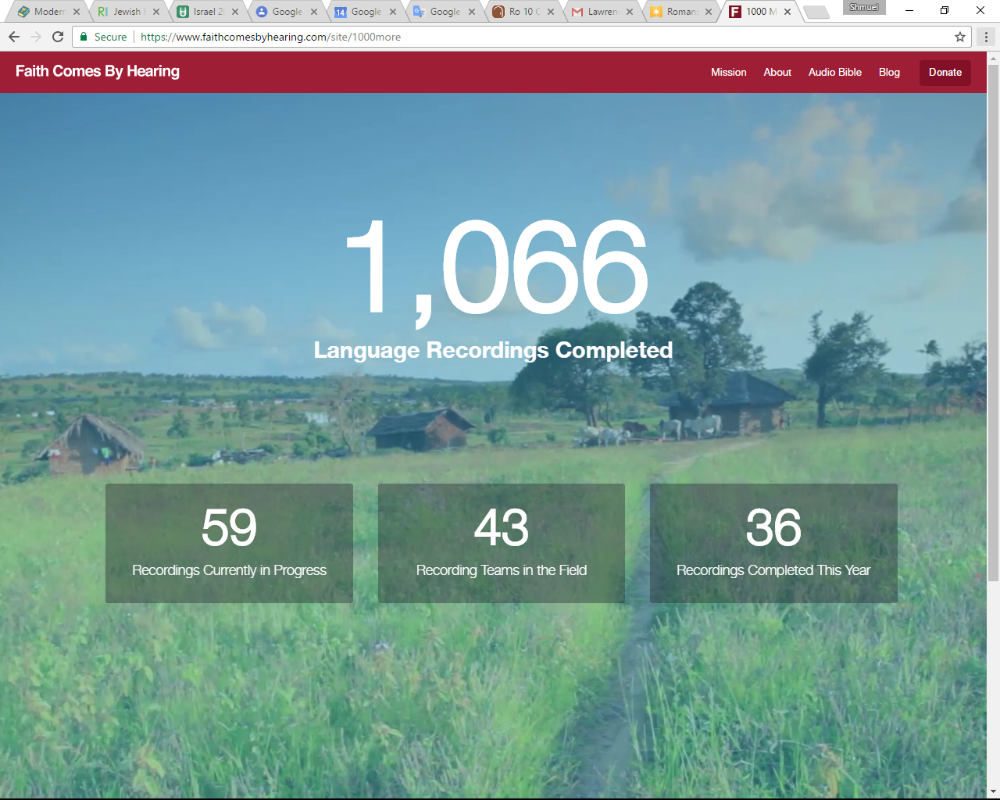 Modern
Jewish
Israel 2
Google
Google
Google
Ro 10
Lawren
Roman
1000 M
Shmuel
Secure
https://www.faithcomesbyhearing.com/site/1000more
Faith Comes By Hearing
Mission
About
Audio Bible
Blog
Donate
1,066
Language Recordings Completed
59
Recordings Currently in Progress
43
Recording Teams in the Field
36
Recordings Completed This Year